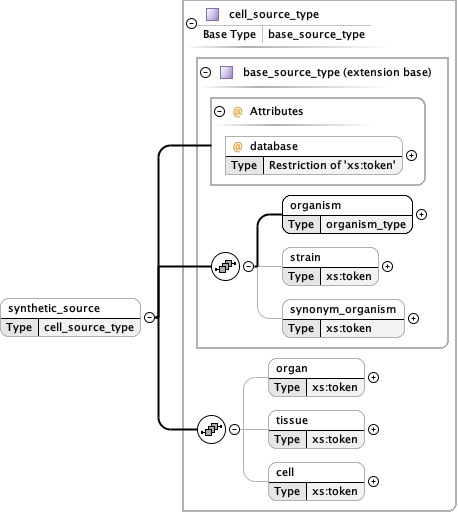 cell_source_type
Base Type base_source_type
base_source_type (extension base)
@ Attributes
@ database
Type Restriction of 'xs:token'
organism
Type organism_type
strain
Type xs:token
synonym_organism
Type xs:token
synthetic_source
Type cell_source_type
organ
Type xs:token
tissue
Type xs:token
cell
Type xs:token